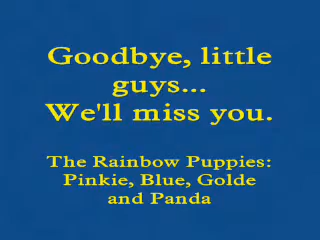 Goodbye, little
guys...
We'll miss you.
The Rainbow Puppies:
Pinkie, Blue, Golde
and Panda